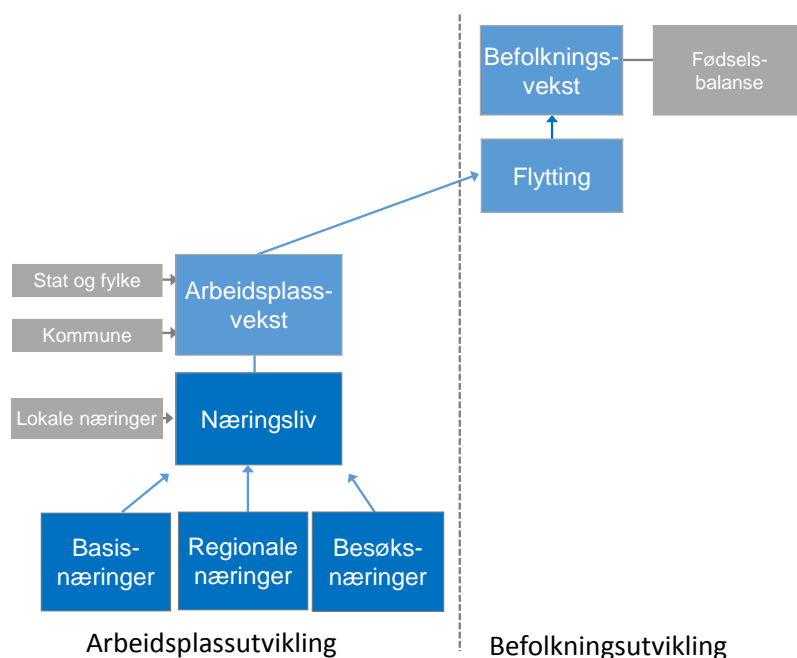 Befolknings-
vekst
Fødsels-
balanse
Flytting
Stat og fylke
Arbeidsplass-
vekst
Kommune
Lokale næringer
Næringsliv
Basis-
næringer
Regionale
næringer
Besøks-
næringer
Arbeidsplassutvikling
Befolkningsutvikling